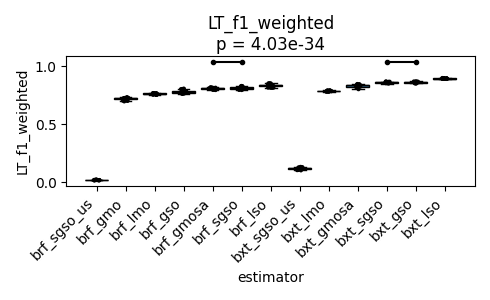 LT_f1_weighted
p = 4.03e-34
LT_f1_weighted
1.0
0.5
0.0
brf_sgso_us
brf_gmo
brf_lmo
brf_gso
brf_gmosa
brf_sgso
brf_lso
bxt_sgso_us
bxt_lmo
bxt_gmosa
bxt_sgso
bxt_gso
bxt_lso
estimator